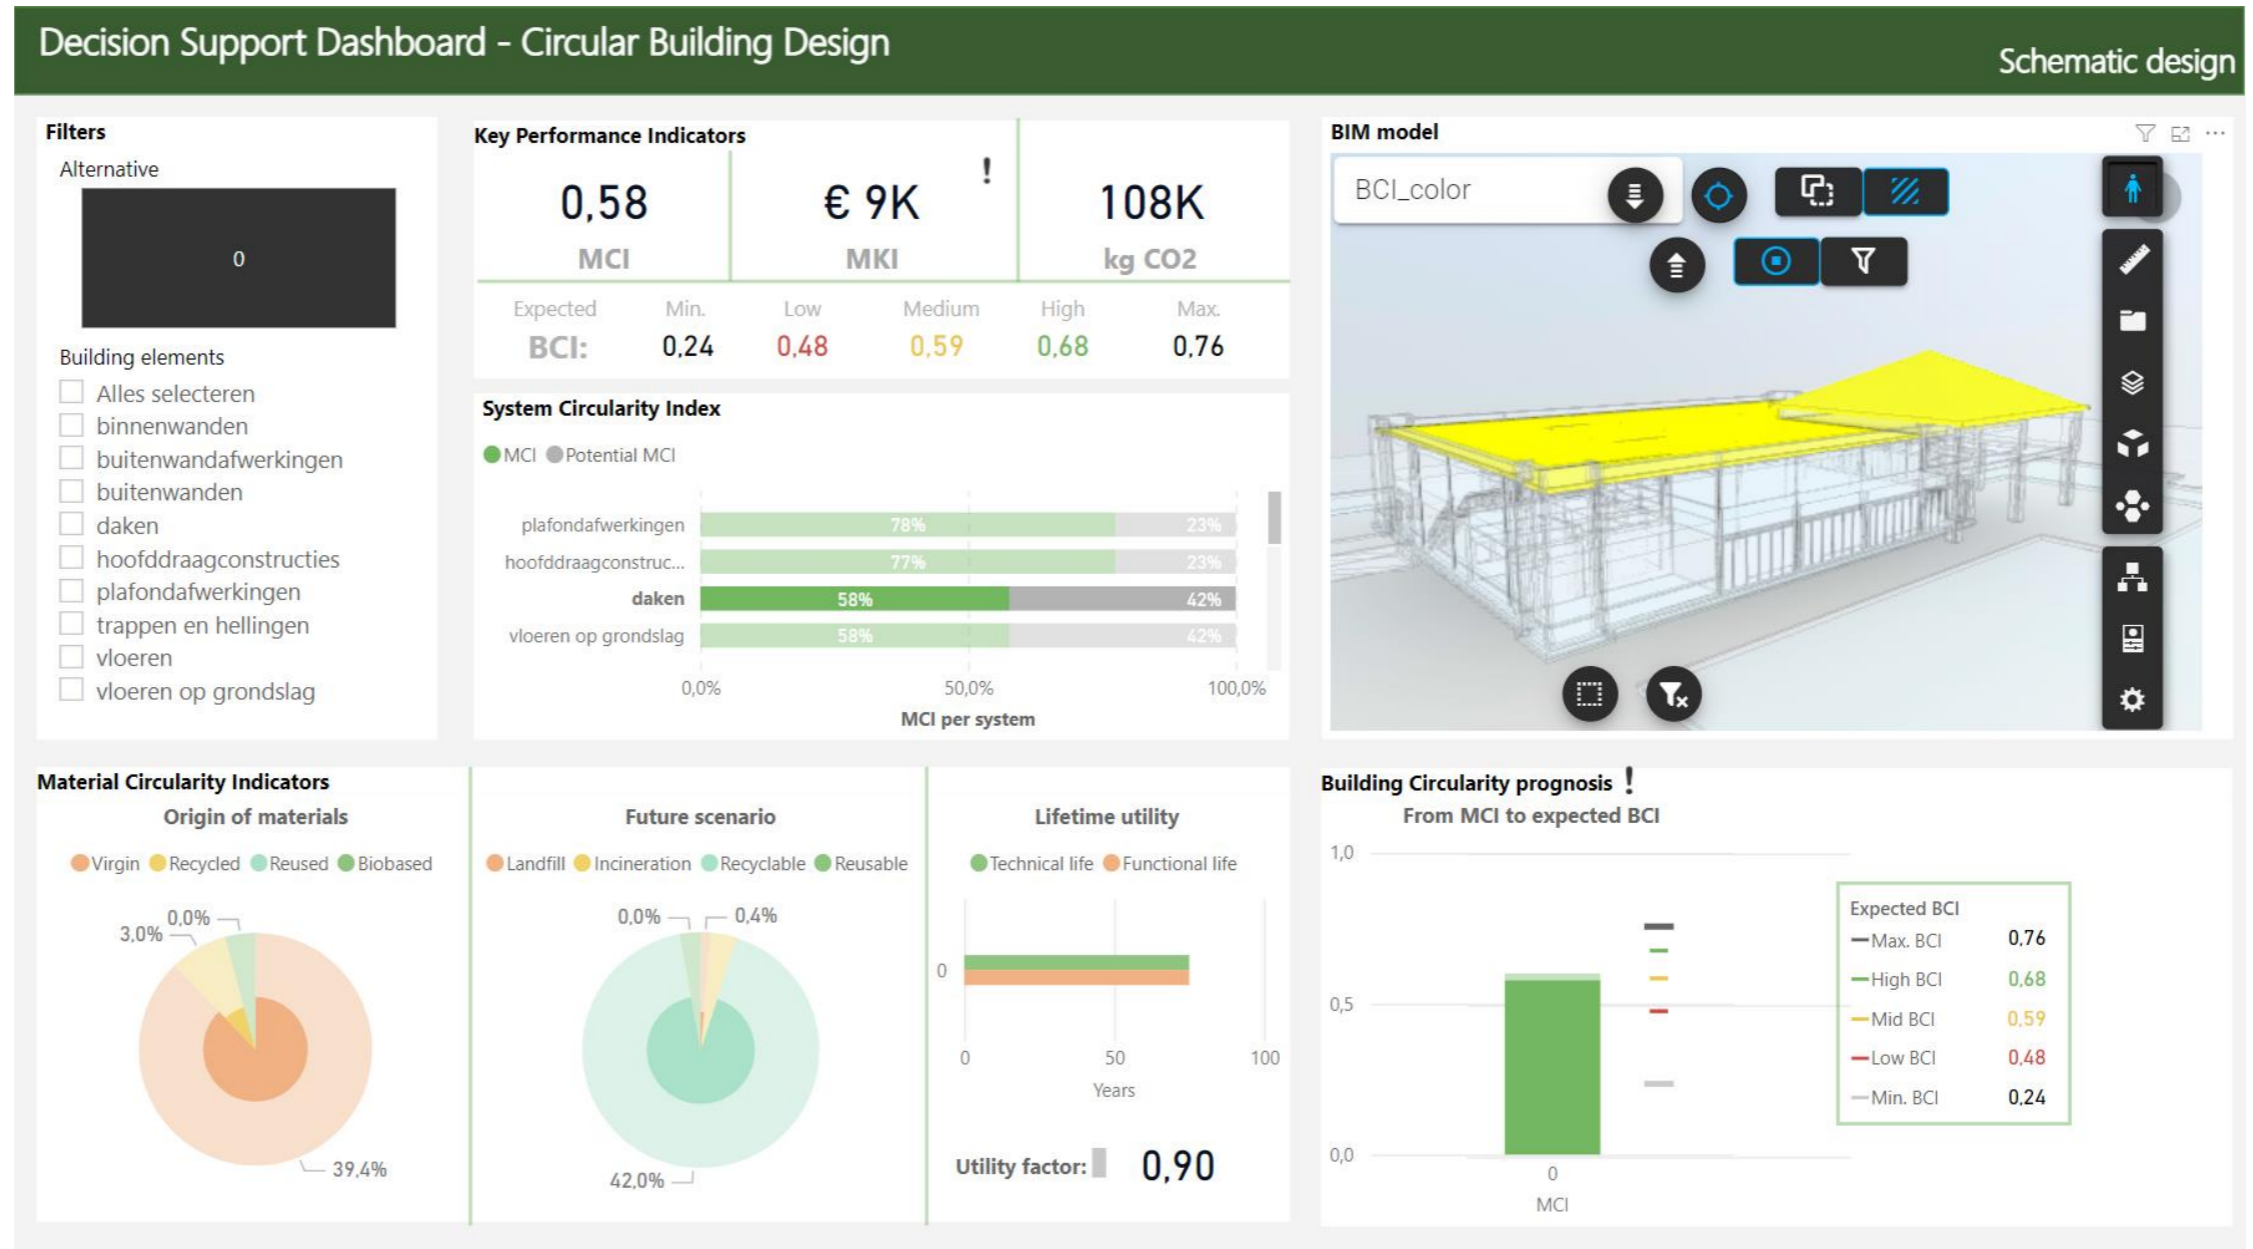 Decision Support Dashboard - Circular Building Design
Schematic design
Filters
Alternative
0
Building elements
Alles selecteren
binnenwanden
buitenwandafwerkingen
buitenwanden
daken
hoofddraagconstructies
plafondafwerkingen
trappen en hellingen
vloeren
vloeren op grondslag
Key Performance Indicators
0,58 € 9K ! 108K
MCI MKI kg CO2
Expected Min. Low Medium High Max.
BCI: 0,24 0,48 0,59 0,68 0,76
System Circularity Index
MCI Potential MCI
plafondafwerkingen 78% 23%
hoofddraagconstruc... 77% 23%
daken 58% 42%
vloeren op grondslag 58% 42%
0,0% 50,0% 100,0%
MCI per system
BIM model
BCI_color
Material Circularity Indicators
Origin of materials
Virgin Recycled Reused Biobased
0,0%
3,0%
39,4%
Future scenario
Landfill Incineration Recyclable Reusable
0,0% 0,4%
42,0%
Lifetime utility
Technical life Functional life
0
0 50 100
Years
Utility factor: 0,90
Building Circularity prognosis !
From MCI to expected BCI
1,0
0,5
0,0
0
MCI
Expected BCI
Max. BCI 0,76
High BCI 0,68
Mid BCI 0,59
Low BCI 0,48
Min. BCI 0,24